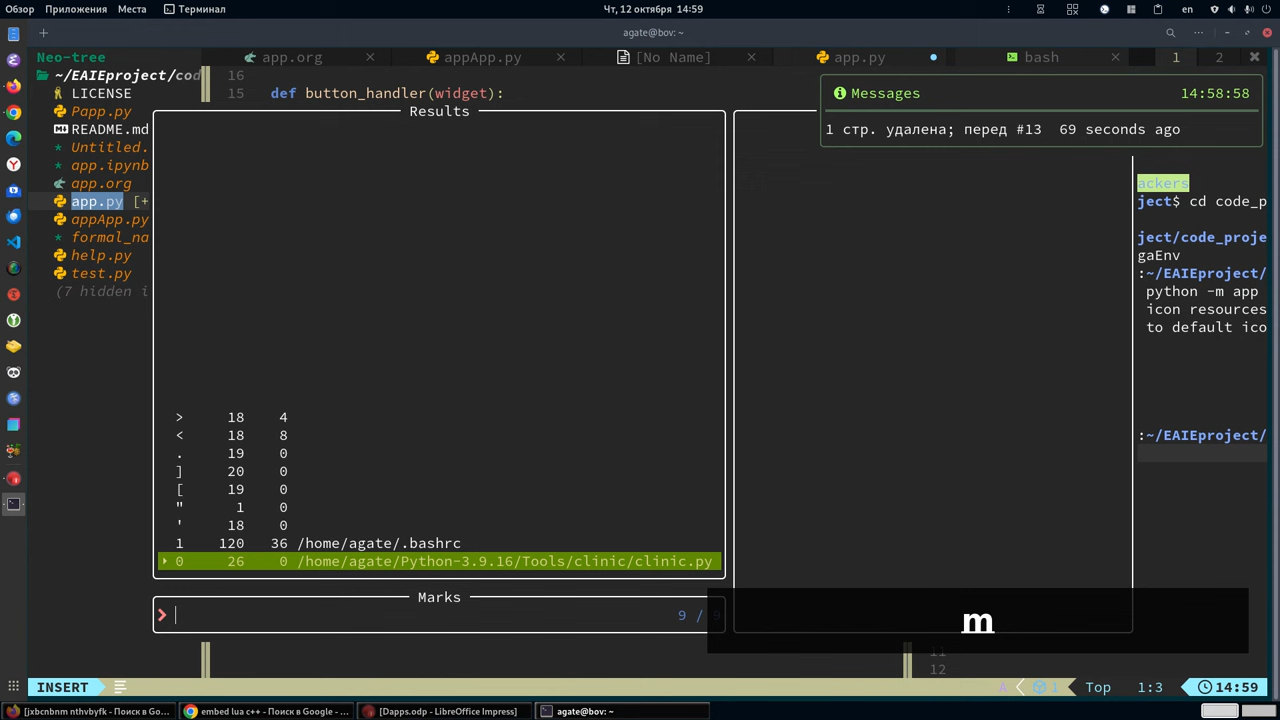 Обзор Приложения Места Терминал Чт, 12 октября 14:59 en
agate@bov: ~
Neo-tree app.org appApp.py [No Name] app.py bash 1 2
~/EAIEproject/cod 16
LICENSE 15 def button_handler(widget):
Messages 14:58:58
1 стр. удалена; перед #13 69 seconds ago
Papp.py
README.md
Untitled.
app.ipynb
app.org
app.py [+
appApp.py
formal_na
help.py
test.py
(7 hidden i
Results
> 18 4
< 18 8
. 19 0
] 20 0
[ 19 0
" 1 0
' 18 0
1 120 36 /home/agate/.bashrc
0 26 0 /home/agate/Python-3.9.16/Tools/clinic/clinic.py
Marks
9 / 9
ackers
ject$ cd code_p
ject/code_proje
gaEnv
:~/EAIEproject/
python -m app
icon resources
to default ico
:~/EAIEproject/
m
11
12
INSERT A 1 Top 1:3 14:59
[jxbcnbnm nthvbyfk - Поиск в Go... embed lua c++ - Поиск в Google - ... [Dapps.odp - LibreOffice Impress] agate@bov: ~